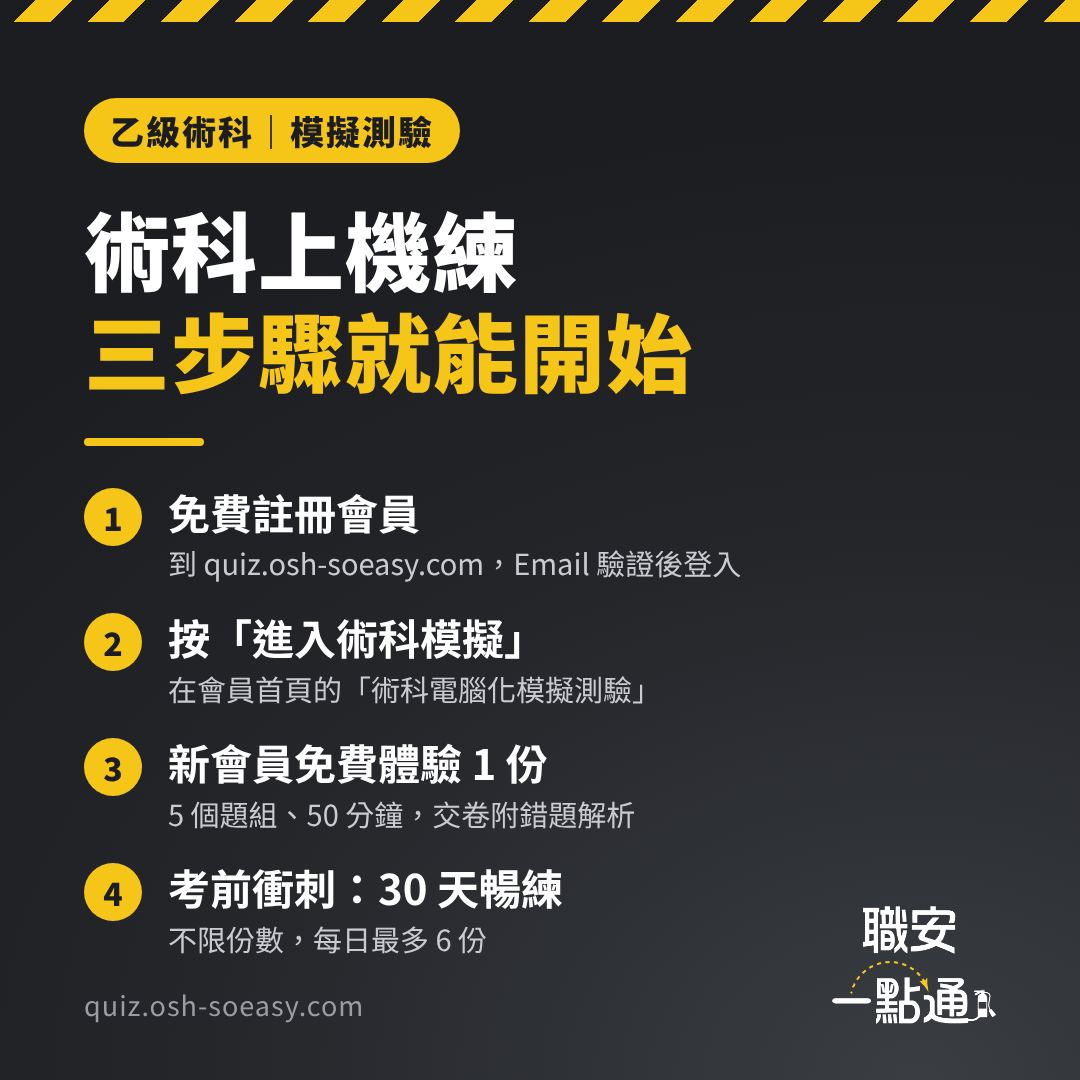 乙級術科｜模擬測驗
術科上機練
三步驟就能開始
1 免費註冊會員
到 quiz.osh-soeasy.com，Email 驗證後登入
2 按「進入術科模擬」
在會員首頁的「術科電腦化模擬測驗」
3 新會員免費體驗 1 份
5 個題組、50 分鐘，交卷附錯題解析
4 考前衝刺：30 天暢練
不限份數，每日最多 6 份
職安
一點通
quiz.osh-soeasy.com